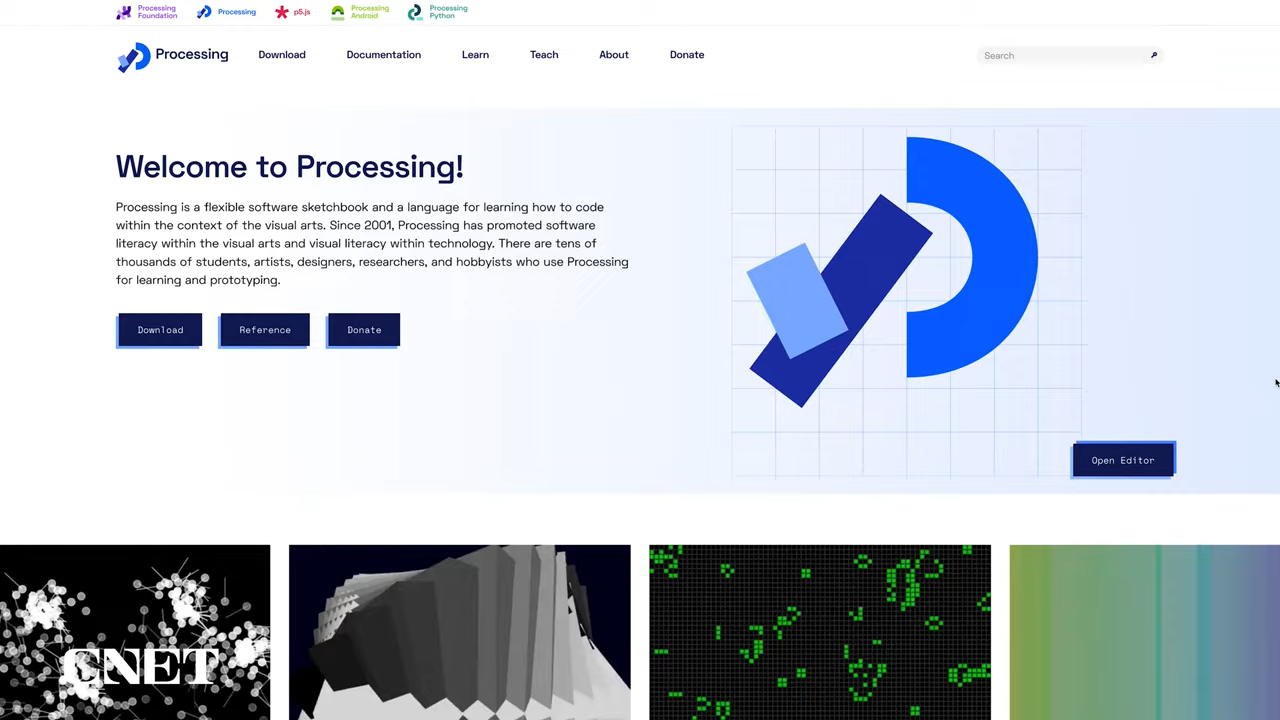 Processing
Foundation
Processing
p5.js
Processing
Android
Processing
Python
Processing
Download
Documentation
Learn
Teach
About
Donate
Search
Welcome to Processing!
Processing is a flexible software sketchbook and a language for learning how to code
within the context of the visual arts. Since 2001, Processing has promoted software
literacy within the visual arts and visual literacy within technology. There are tens of
thousands of students, artists, designers, researchers, and hobbyists who use Processing
for learning and prototyping.
Download
Reference
Donate
Open Editor
CNET